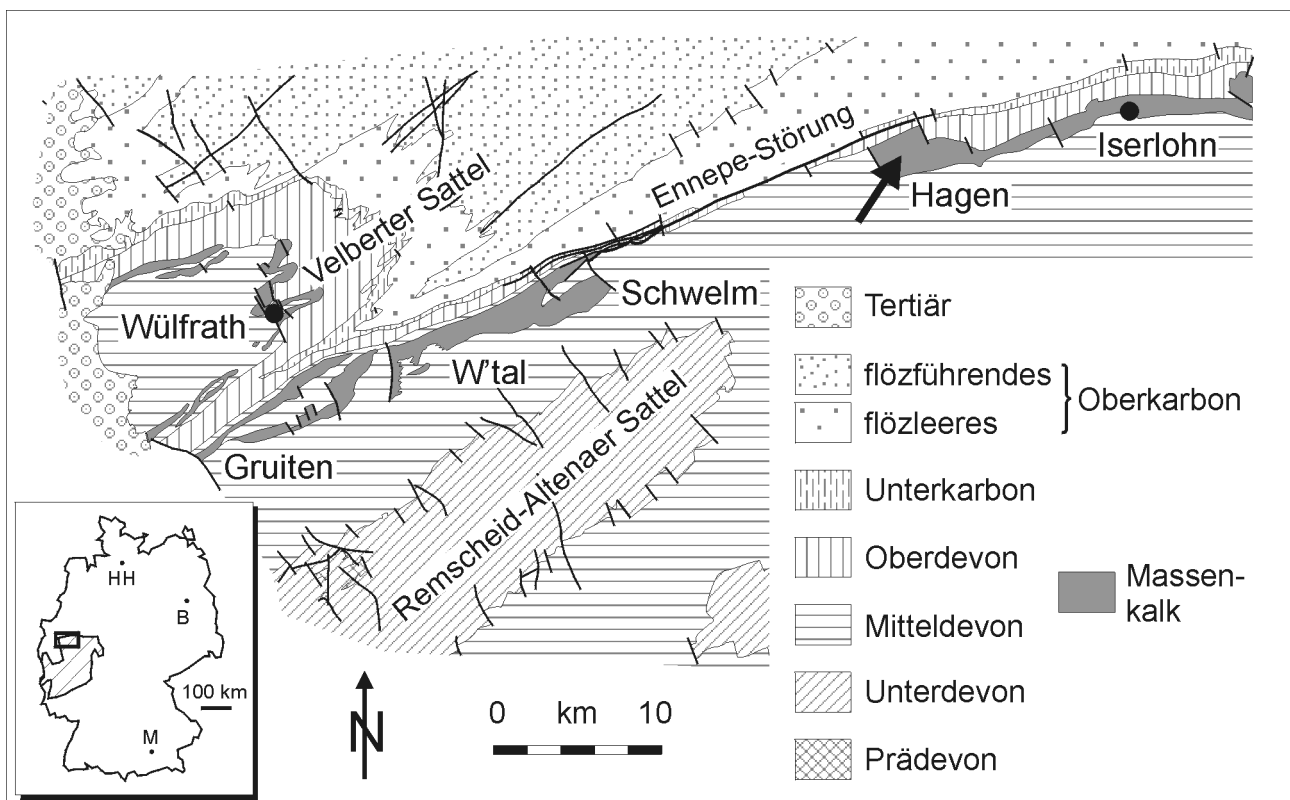 Ennepe-Störung
Iserlohn
Hagen
Velberter Sattel
Schwelm
Wülfrath
W'tal
Gruiten
Remscheid-Altenaer Sattel
Tertiär
flözführendes
flözleeres
Oberkarbon
Unterkarbon
Oberdevon
Mitteldevon
Unterdevon
Prädevon
Massen-
kalk
HH
B
100 km
M
N
0 km 10